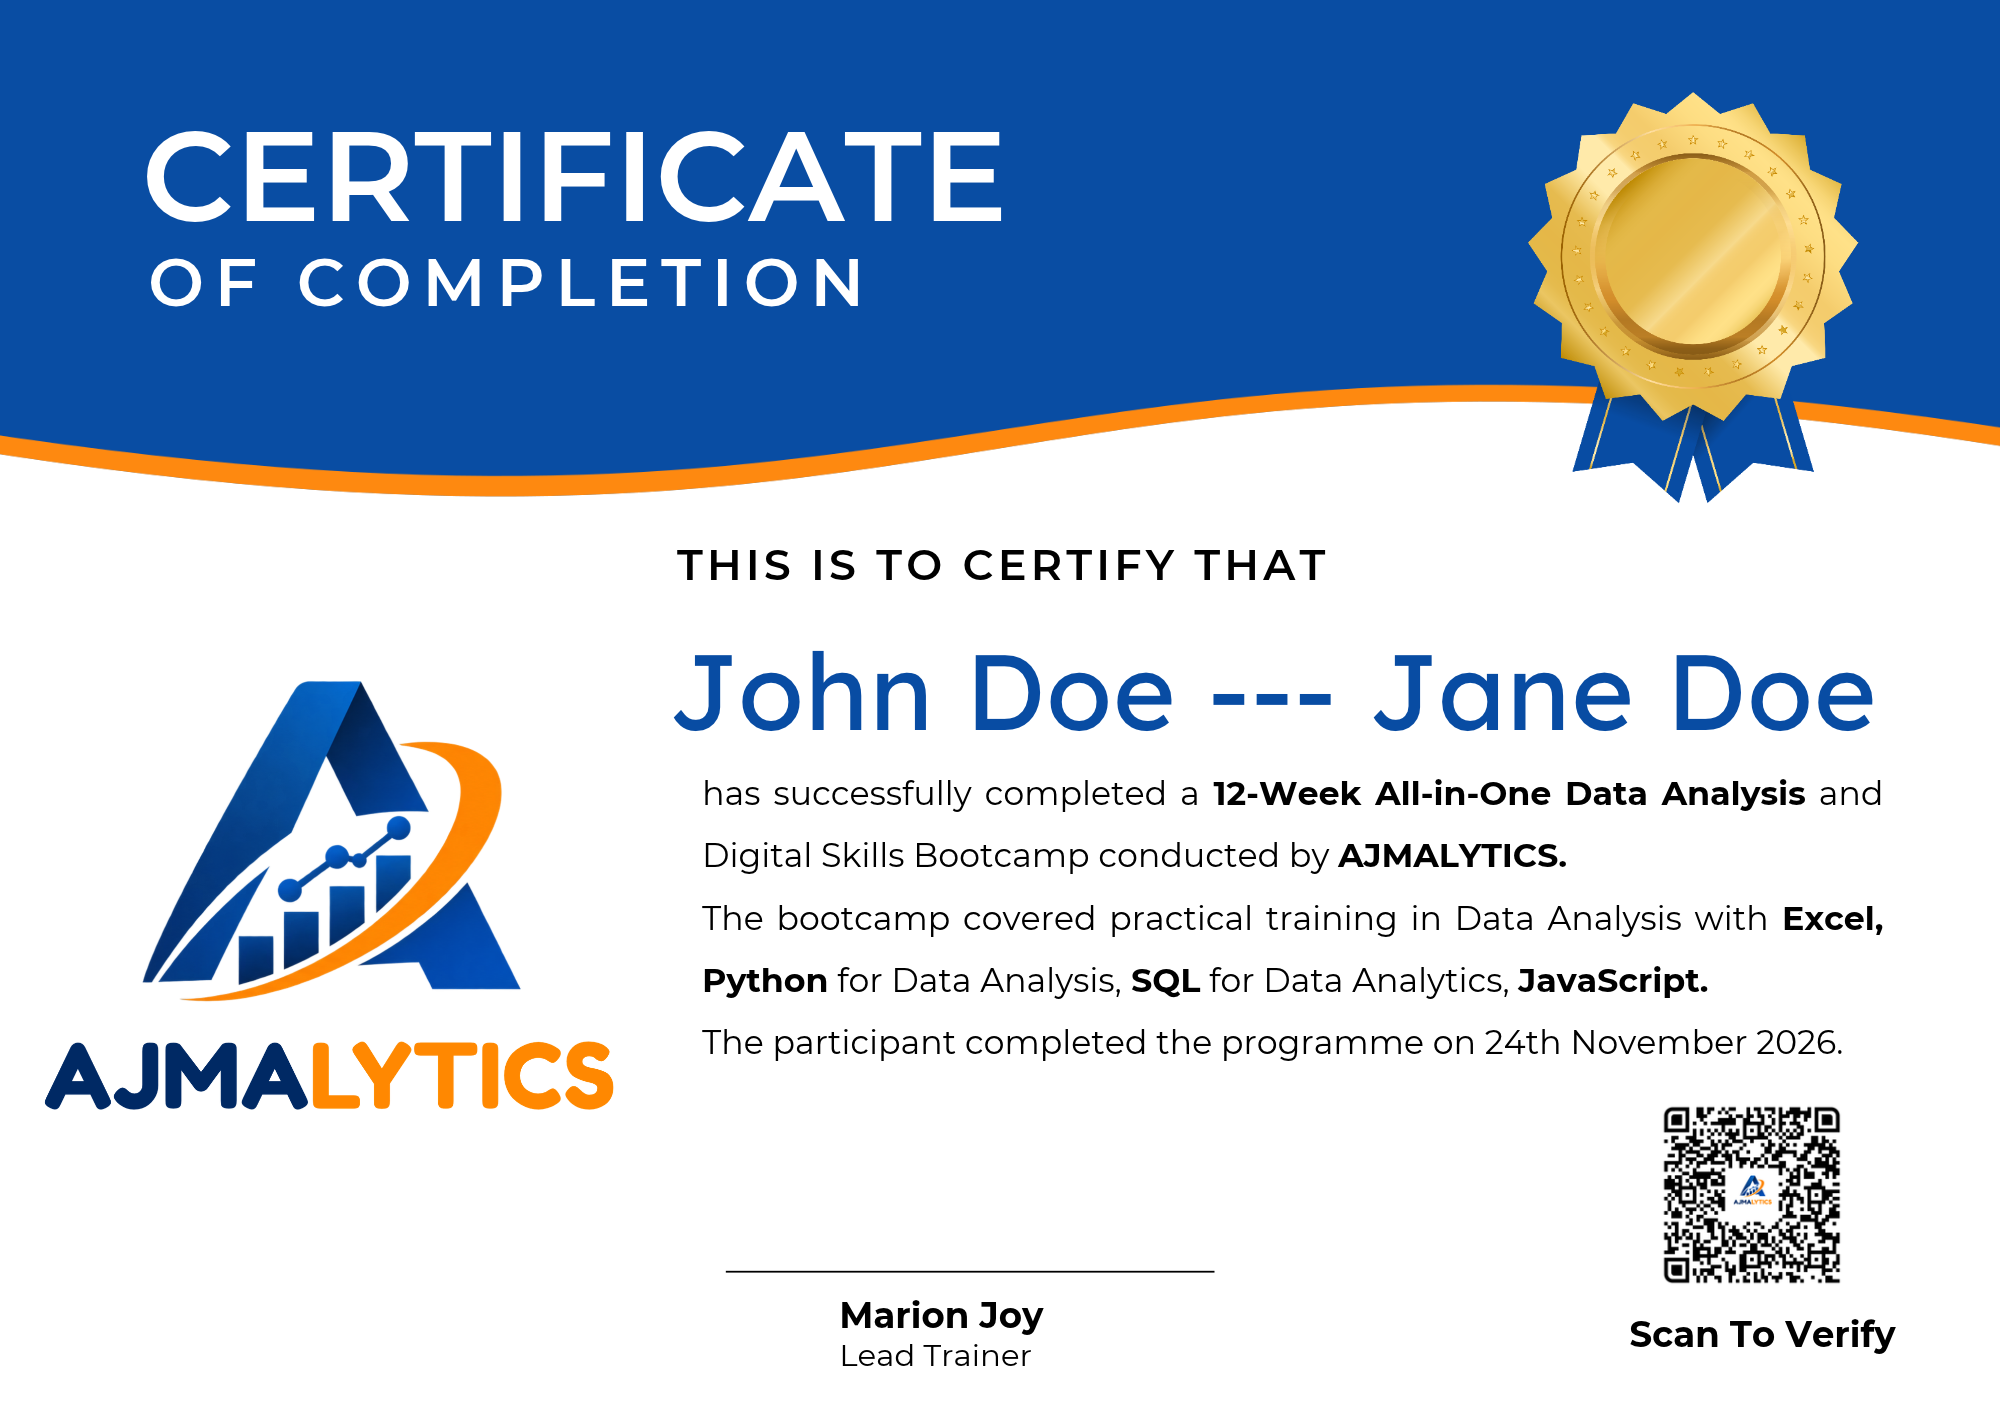 CERTIFICATE
OF COMPLETION
THIS IS TO CERTIFY THAT
John Doe --- Jane Doe
has successfully completed a 12-Week All-in-One Data Analysis and
Digital Skills Bootcamp conducted by AJMALYTICS.
The bootcamp covered practical training in Data Analysis with Excel,
Python for Data Analysis, SQL for Data Analytics, JavaScript.
The participant completed the programme on 24th November 2026.
AJMALYTICS
AJMALYTICS
Marion Joy
Lead Trainer
Scan To Verify